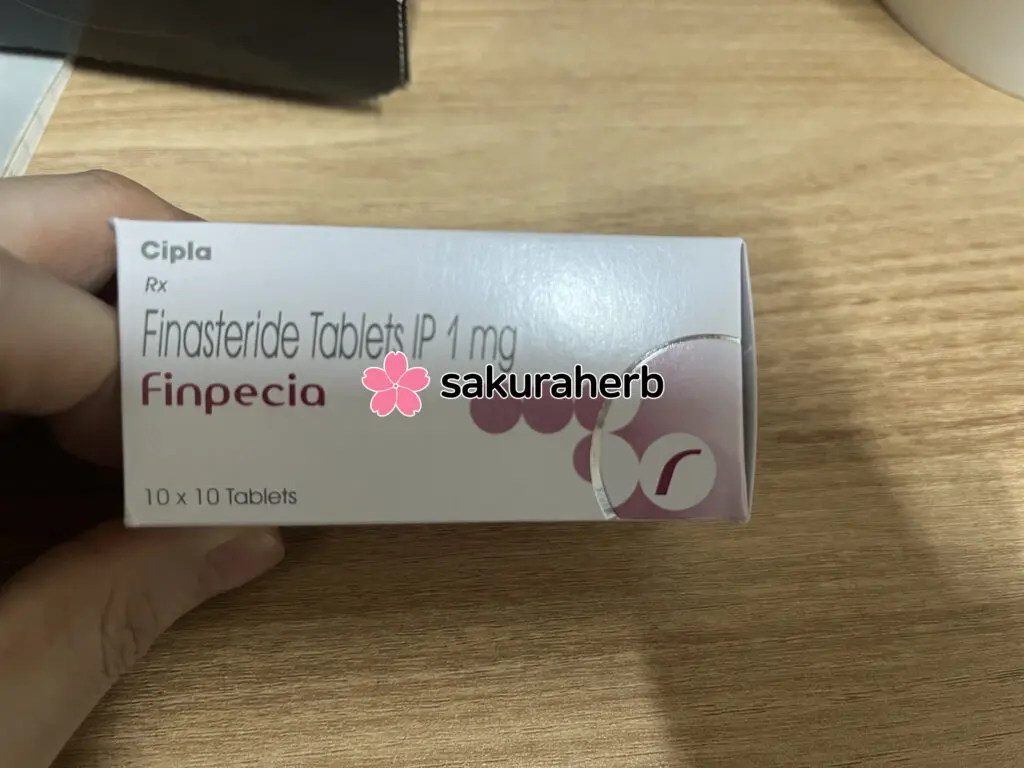 Cipla
Rx
Finasteride Tablets IP 1 mg
Finpecia
sakuraherb
10 x 10 Tablets